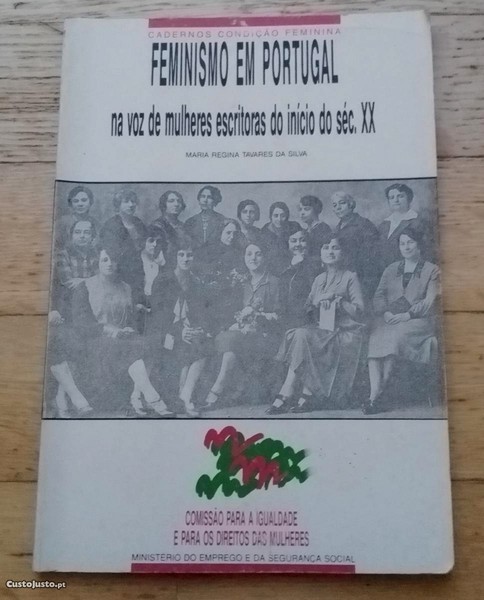 CADERNOS CONDIÇÃO FEMININA
FEMINISMO EM PORTUGAL
na voz de mulheres escritoras do início do séc. XX
MARIA REGINA TAVARES DA SILVA
COMISSÃO PARA A IGUALDADE
E PARA OS DIREITOS DAS MULHERES
MINISTÉRIO DO EMPREGO E DA SEGURANÇA SOCIAL
CustoJusto.pt